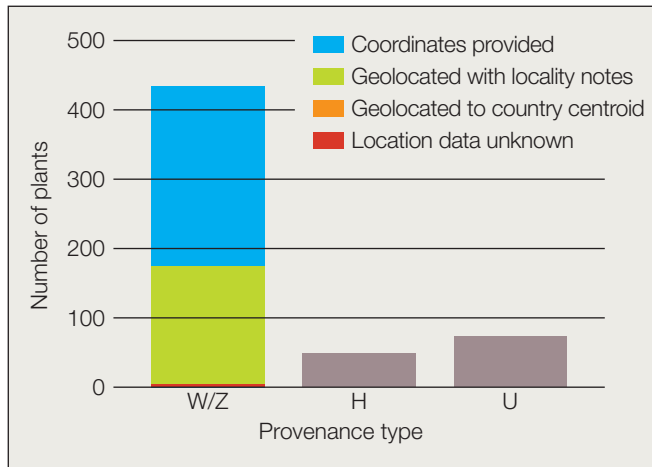 500
400
300
200
100
0
Number of plants
Coordinates provided
Geolocated with locality notes
Geolocated to country centroid
Location data unknown
W/Z H U
Provenance type